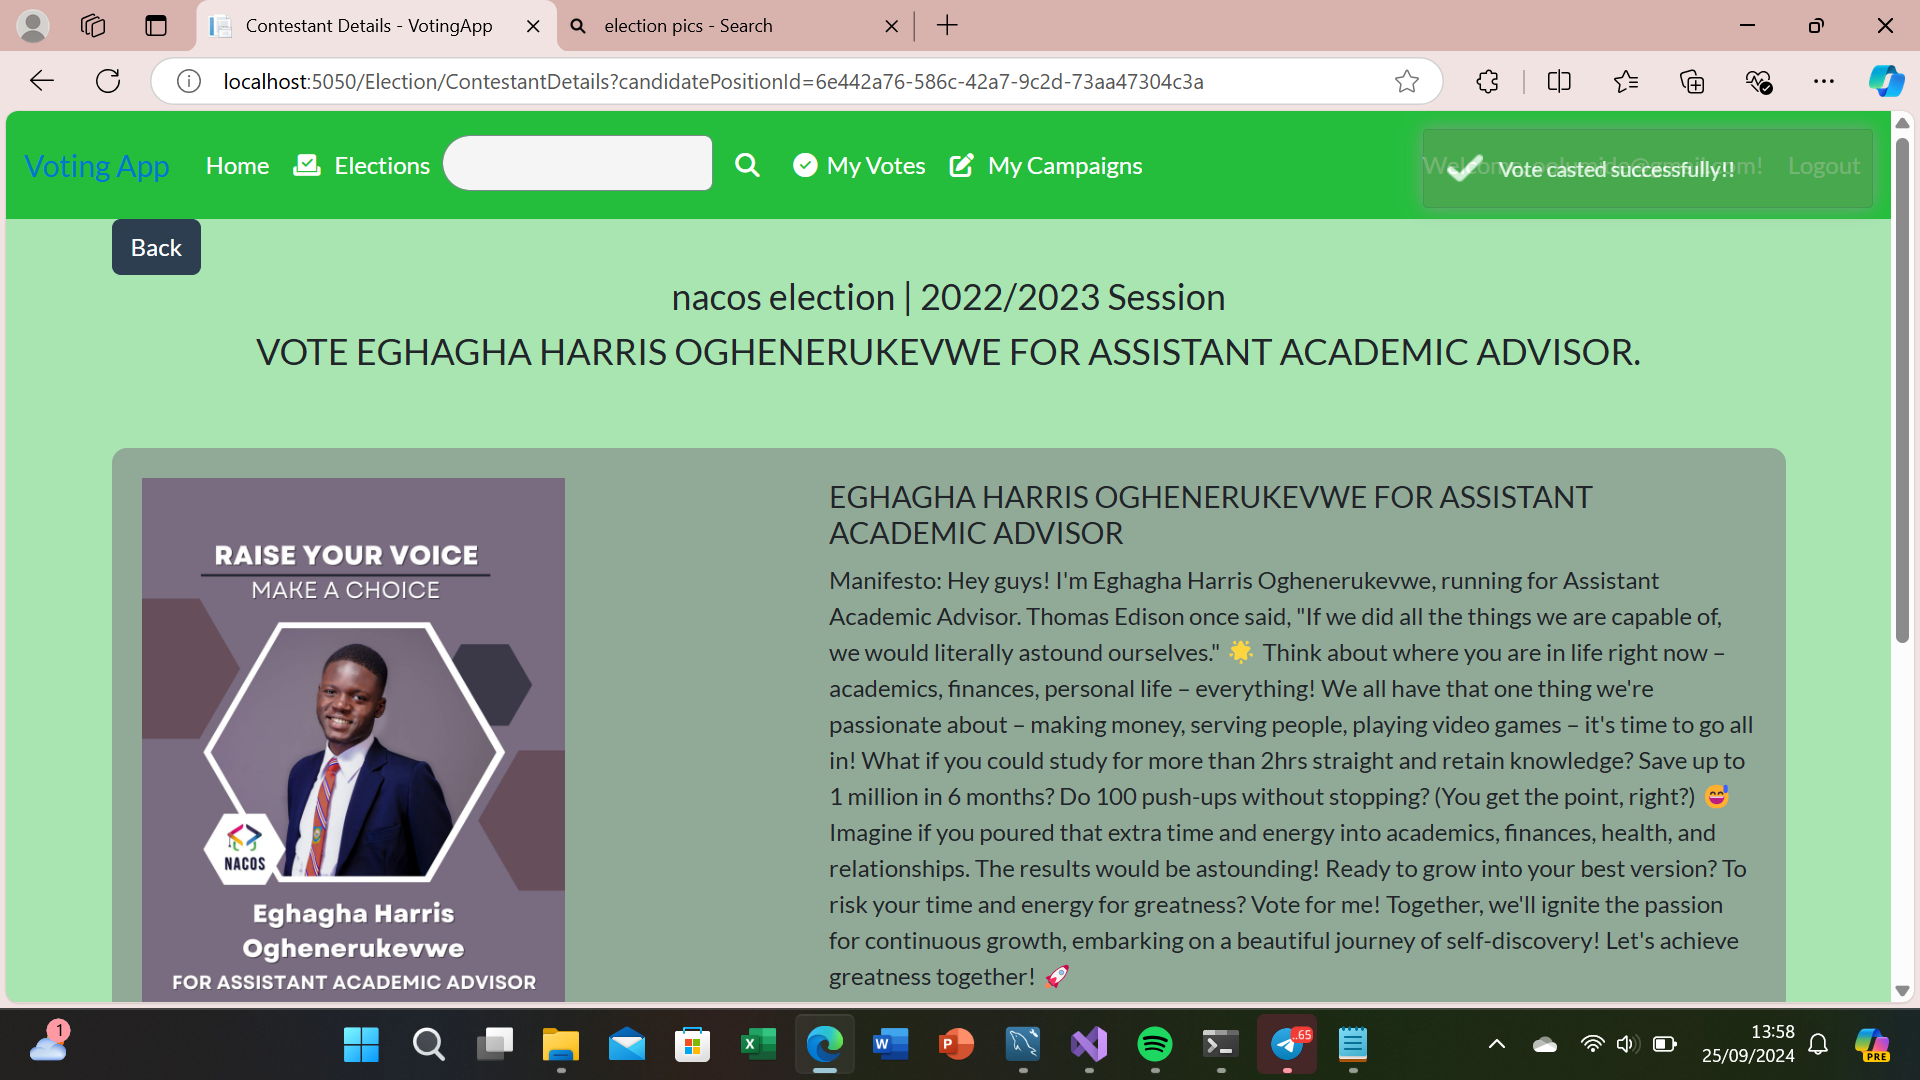 Contestant Details - VotingApp
election pics - Search
localhost:5050/Election/ContestantDetails?candidatePositionId=6e442a76-586c-42a7-9c2d-73aa47304c3a
Voting App
Home
Elections
My Votes
My Campaigns
Vote casted successfully!!
Logout
Back
nacos election | 2022/2023 Session
VOTE EGHAGHA HARRIS OGHENERUKEVWE FOR ASSISTANT ACADEMIC ADVISOR.
RAISE YOUR VOICE
MAKE A CHOICE
NACOS
Eghagha Harris
Oghenerukevwe
FOR ASSISTANT ACADEMIC ADVISOR
EGHAGHA HARRIS OGHENERUKEVWE FOR ASSISTANT
ACADEMIC ADVISOR
Manifesto: Hey guys! I'm Eghagha Harris Oghenerukevwe, running for Assistant
Academic Advisor. Thomas Edison once said, "If we did all the things we are capable of,
we would literally astound ourselves." 🌟 Think about where you are in life right now –
academics, finances, personal life – everything! We all have that one thing we're
passionate about – making money, serving people, playing video games – it's time to go all
in! What if you could study for more than 2hrs straight and retain knowledge? Save up to
1 million in 6 months? Do 100 push-ups without stopping? (You get the point, right?) 😅
Imagine if you poured that extra time and energy into academics, finances, health, and
relationships. The results would be astounding! Ready to grow into your best version? To
risk your time and energy for greatness? Vote for me! Together, we'll ignite the passion
for continuous growth, embarking on a beautiful journey of self-discovery! Let's achieve
greatness together! 🚀
1
65
13:58
25/09/2024
PRE